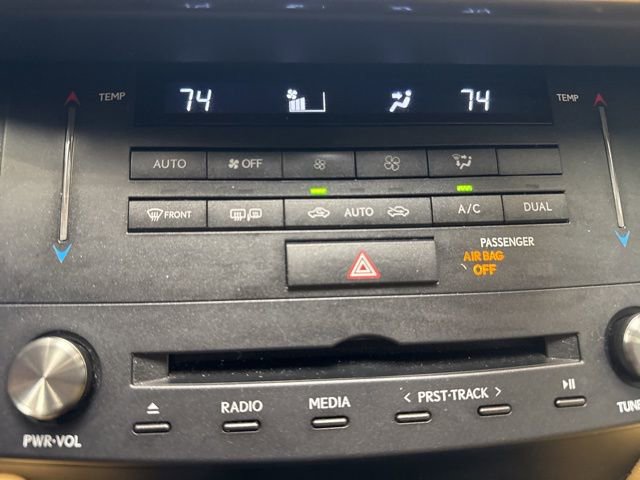 74 74
TEMP TEMP
AUTO OFF
FRONT AUTO A/C DUAL
PASSENGER
AIR BAG
OFF
RADIO MEDIA < PRST·TRACK >
PWR·VOL TUNE